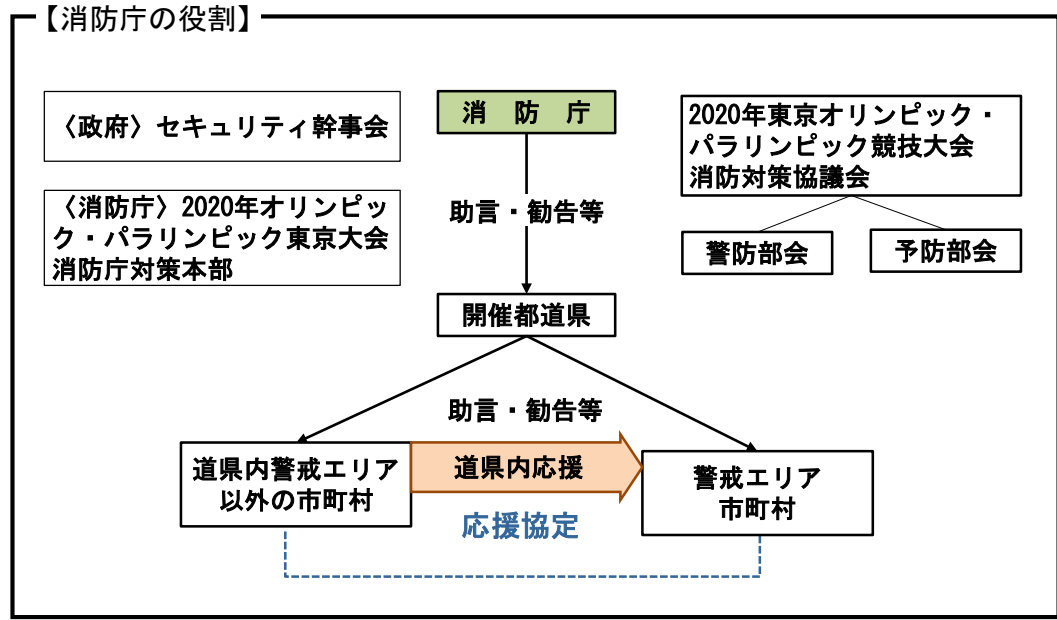 【消防庁の役割】
〈政府〉セキュリティ幹事会
〈消防庁〉2020年オリンピッ
ク・パラリンピック東京大会
消防庁対策本部
消 防 庁
助言・勧告等
2020年東京オリンピック・
パラリンピック競技大会
消防対策協議会
警防部会
予防部会
開催都道県
助言・勧告等
道県内警戒エリア
以外の市町村
道県内応援
警戒エリア
市町村
応援協定